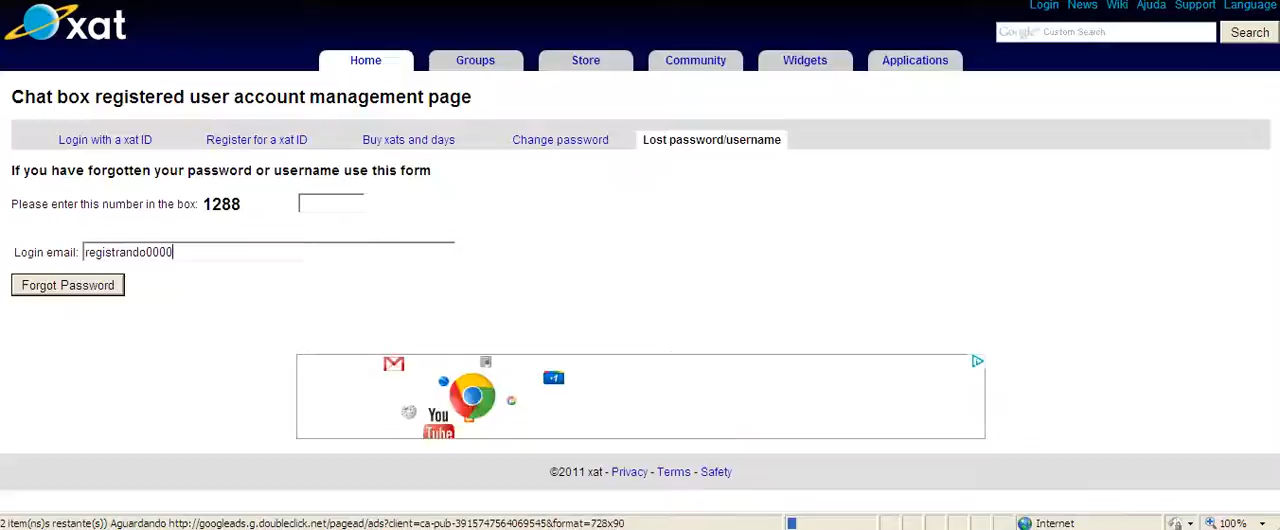 Login News Wiki Ajuda Support Language
xat
Google Custom Search Search
Home Groups Store Community Widgets Applications
Chat box registered user account management page
Login with a xat ID Register for a xat ID Buy xats and days Change password Lost password/username
If you have forgotten your password or username use this form
Please enter this number in the box: 1288
Login email: registrando0000
Forgot Password
+1
You
Tube
©2011 xat - Privacy - Terms - Safety
2 item(ns)s restante(s)) Aguardando http://googleads.g.doubleclick.net/pagead/ads?client=ca-pub-3915747564069545&format=728x90 Internet 100%